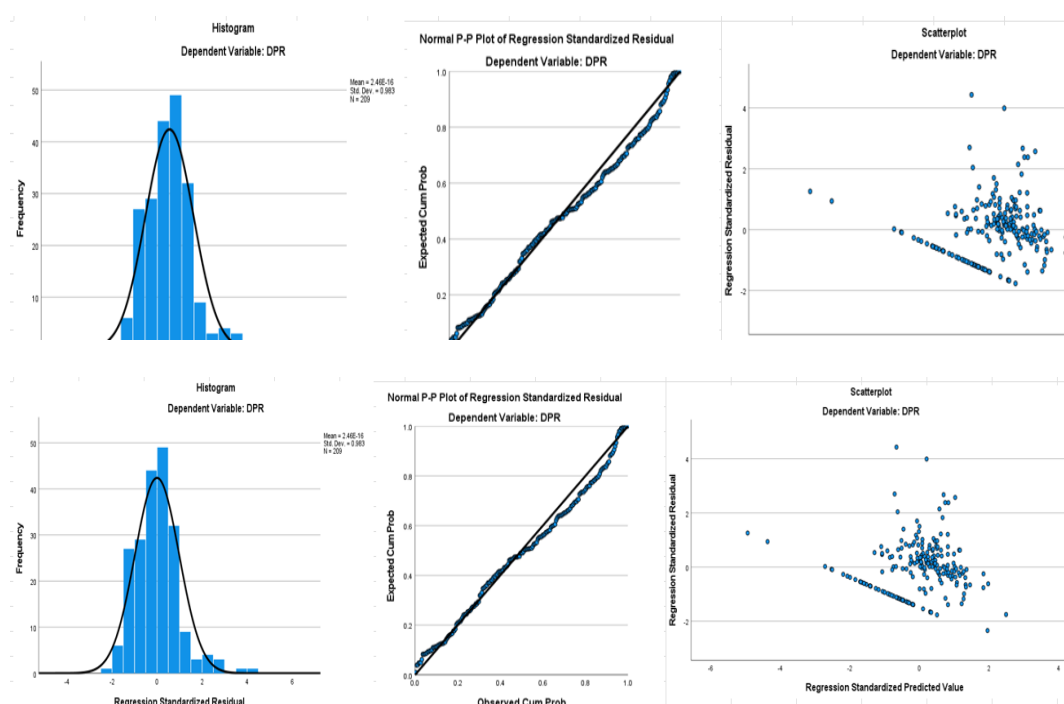 Histogram
Dependent Variable: DPR
Mean = 2.46E-16
Std. Dev. = 0.983
N = 209
Frequency
50
40
30
20
10
Normal P-P Plot of Regression Standardized Residual
Dependent Variable: DPR
Expected Cum Prob
1.0
0.8
0.6
0.4
0.2
Scatterplot
Dependent Variable: DPR
Regression Standardized Residual
4
2
0
-2
Histogram
Dependent Variable: DPR
Mean = 2.46E-16
Std. Dev. = 0.983
N = 209
Frequency
50
40
30
20
10
0
-4 -2 0 2 4 6
Regression Standardized Residual
Normal P-P Plot of Regression Standardized Residual
Dependent Variable: DPR
Expected Cum Prob
1.0
0.8
0.6
0.4
0.2
0.0
0.0 0.2 0.4 0.6 0.8 1.0
Observed Cum Prob
Scatterplot
Dependent Variable: DPR
Regression Standardized Residual
4
2
0
-2
-6 -4 -2 0 2 4
Regression Standardized Predicted Value